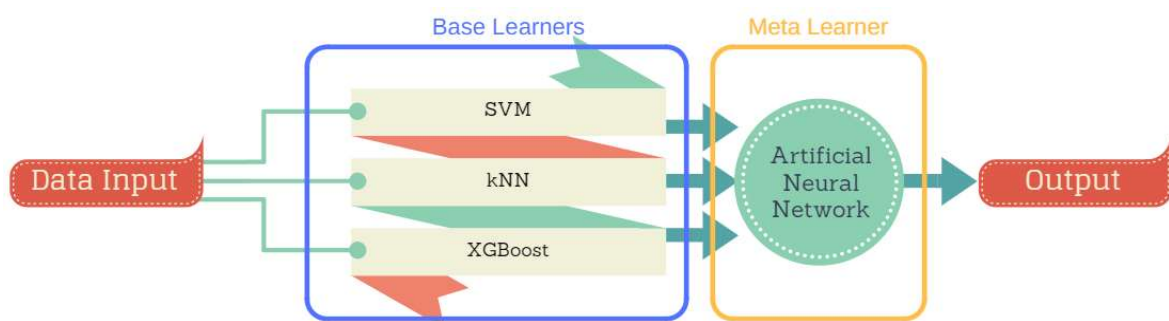 Base Learners
Meta Learner
Data Input
SVM
kNN
XGBoost
Artificial
Neural
Network
Output